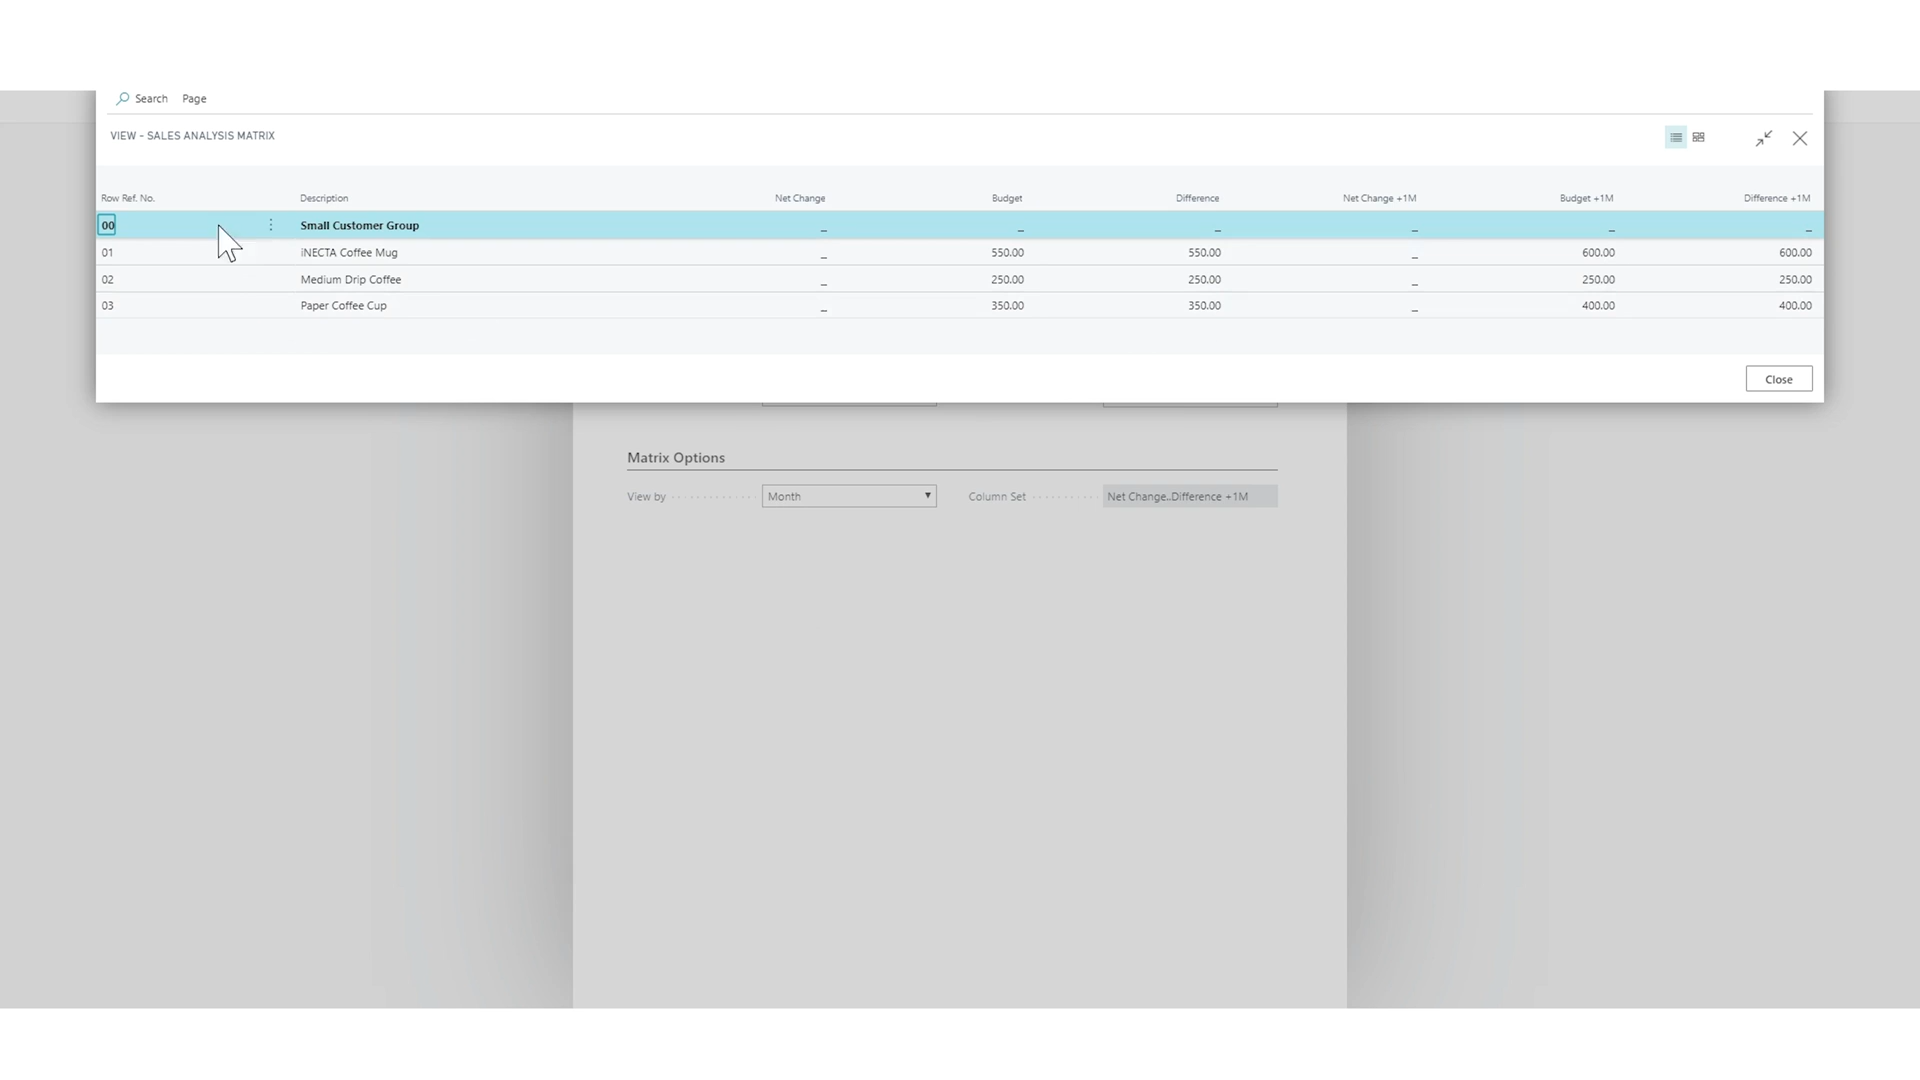 Search Page
VIEW - SALES ANALYSIS MATRIX
Row Ref. No. Description Net Change Budget Difference Net Change +1M Budget +1M Difference +1M
00 Small Customer Group _ _ _ _ _ _
01 iNECTA Coffee Mug _ 550.00 550.00 _ 600.00 600.00
02 Medium Drip Coffee _ 250.00 250.00 _ 250.00 250.00
03 Paper Coffee Cup _ 350.00 350.00 _ 400.00 400.00
Close
Matrix Options
View by Month Column Set Net Change..Difference +1M